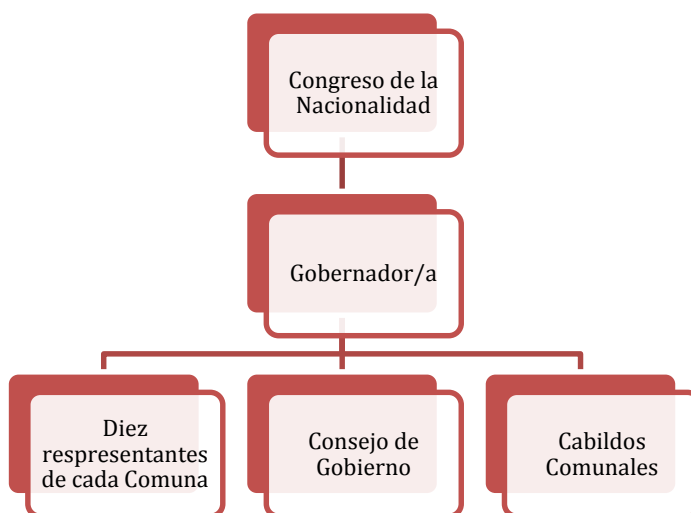 Congreso de la
Nacionalidad
Gobernador/a
Diez
respresentantes
de cada Comuna
Consejo de
Gobierno
Cabildos
Comunales